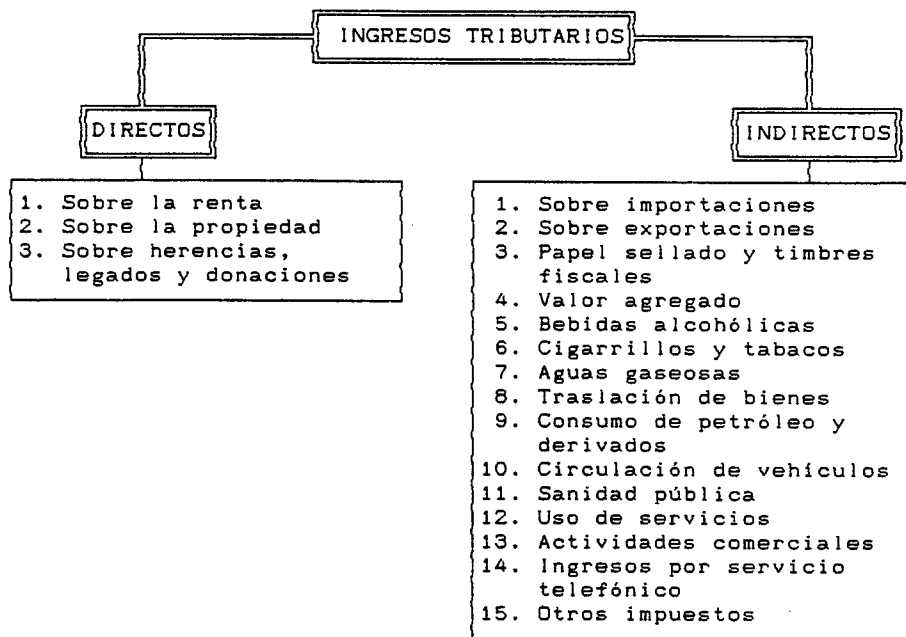 INGRESOS TRIBUTARIOS
DIRECTOS
1. Sobre la renta
2. Sobre la propiedad
3. Sobre herencias,
legados y donaciones
INDIRECTOS
1. Sobre importaciones
2. Sobre exportaciones
3. Papel sellado y timbres
fiscales
4. Valor agregado
5. Bebidas alcohólicas
6. Cigarrillos y tabacos
7. Aguas gaseosas
8. Traslación de bienes
9. Consumo de petróleo y
derivados
10. Circulación de vehículos
11. Sanidad pública
12. Uso de servicios
13. Actividades comerciales
14. Ingresos por servicio
telefónico
15. Otros impuestos